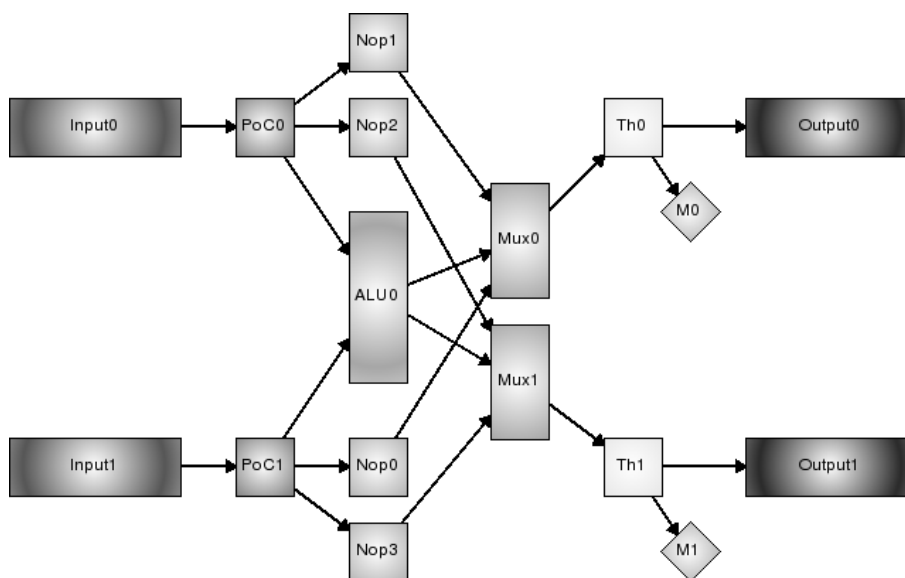 Nop1
Input0
PoC0
Nop2
Th0
Output0
M0
Mux0
ALU0
Mux1
Input1
PoC1
Nop0
Th1
Output1
Nop3
M1